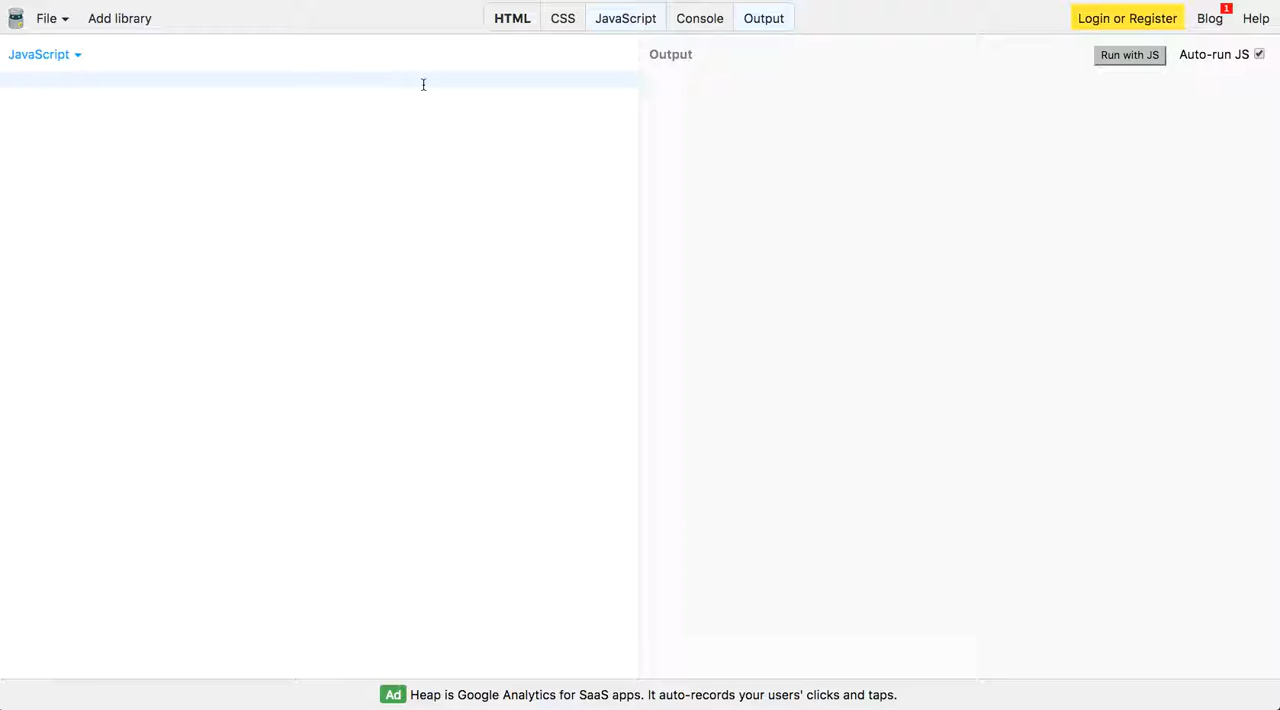 File Add library HTML CSS JavaScript Console Output Login or Register Blog 1 Help
JavaScript Output Run with JS Auto-run JS
Ad Heap is Google Analytics for SaaS apps. It auto-records your users' clicks and taps.